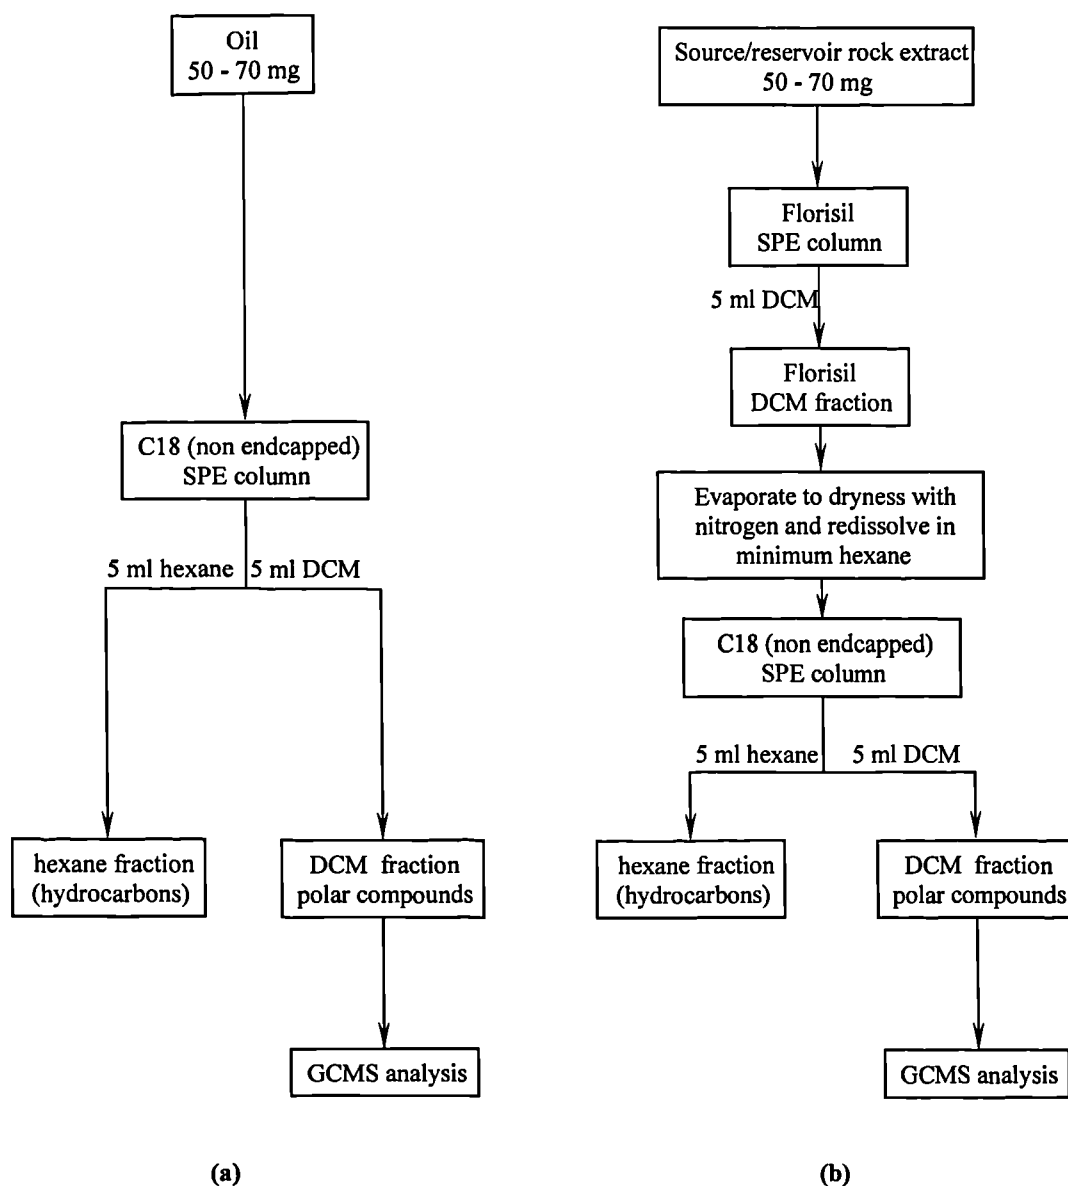 Oil
50 - 70 mg
C18 (non endcapped)
SPE column
5 ml hexane
5 ml DCM
hexane fraction
(hydrocarbons)
DCM fraction
polar compounds
GCMS analysis
(a)
Source/reservoir rock extract
50 - 70 mg
Florisil
SPE column
5 ml DCM
Florisil
DCM fraction
Evaporate to dryness with
nitrogen and redissolve in
minimum hexane
C18 (non endcapped)
SPE column
5 ml hexane
5 ml DCM
hexane fraction
(hydrocarbons)
DCM fraction
polar compounds
GCMS analysis
(b)